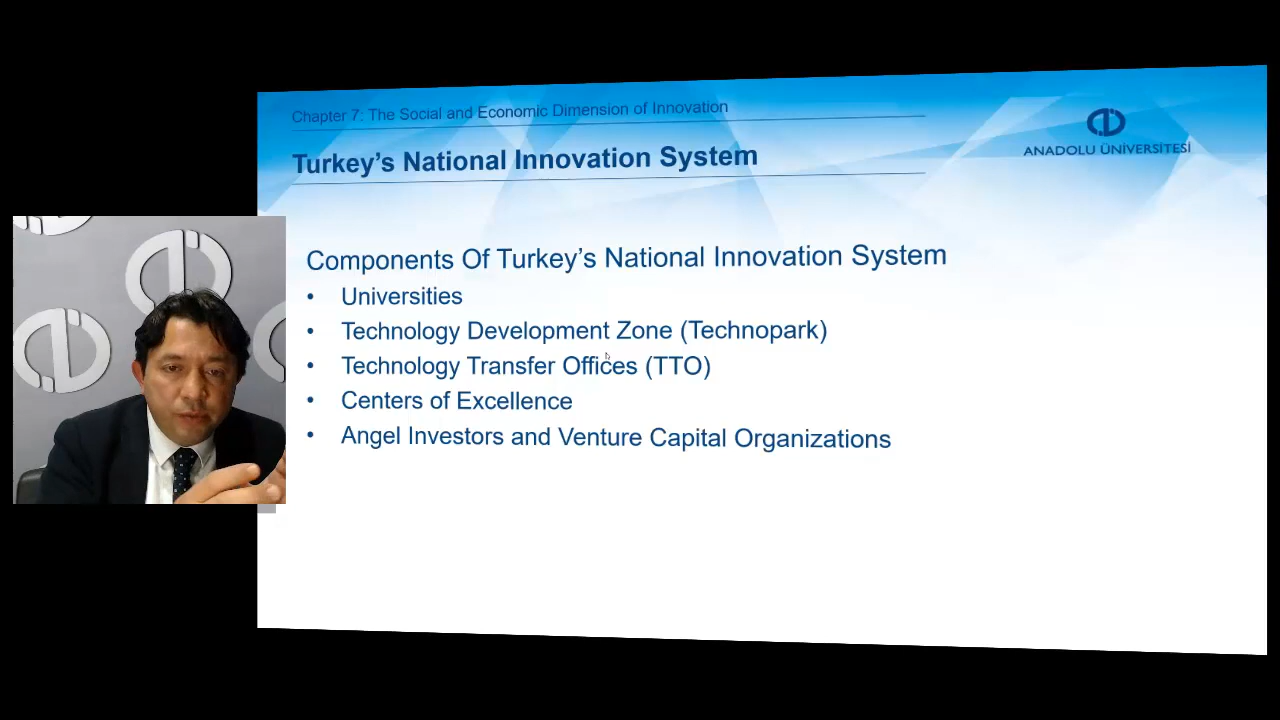 Chapter 7: The Social and Economic Dimension of Innovation
ANADOLU ÜNİVERSİTESİ
Turkey's National Innovation System
Components Of Turkey's National Innovation System
• Universities
• Technology Development Zone (Technopark)
• Technology Transfer Offices (TTO)
• Centers of Excellence
• Angel Investors and Venture Capital Organizations